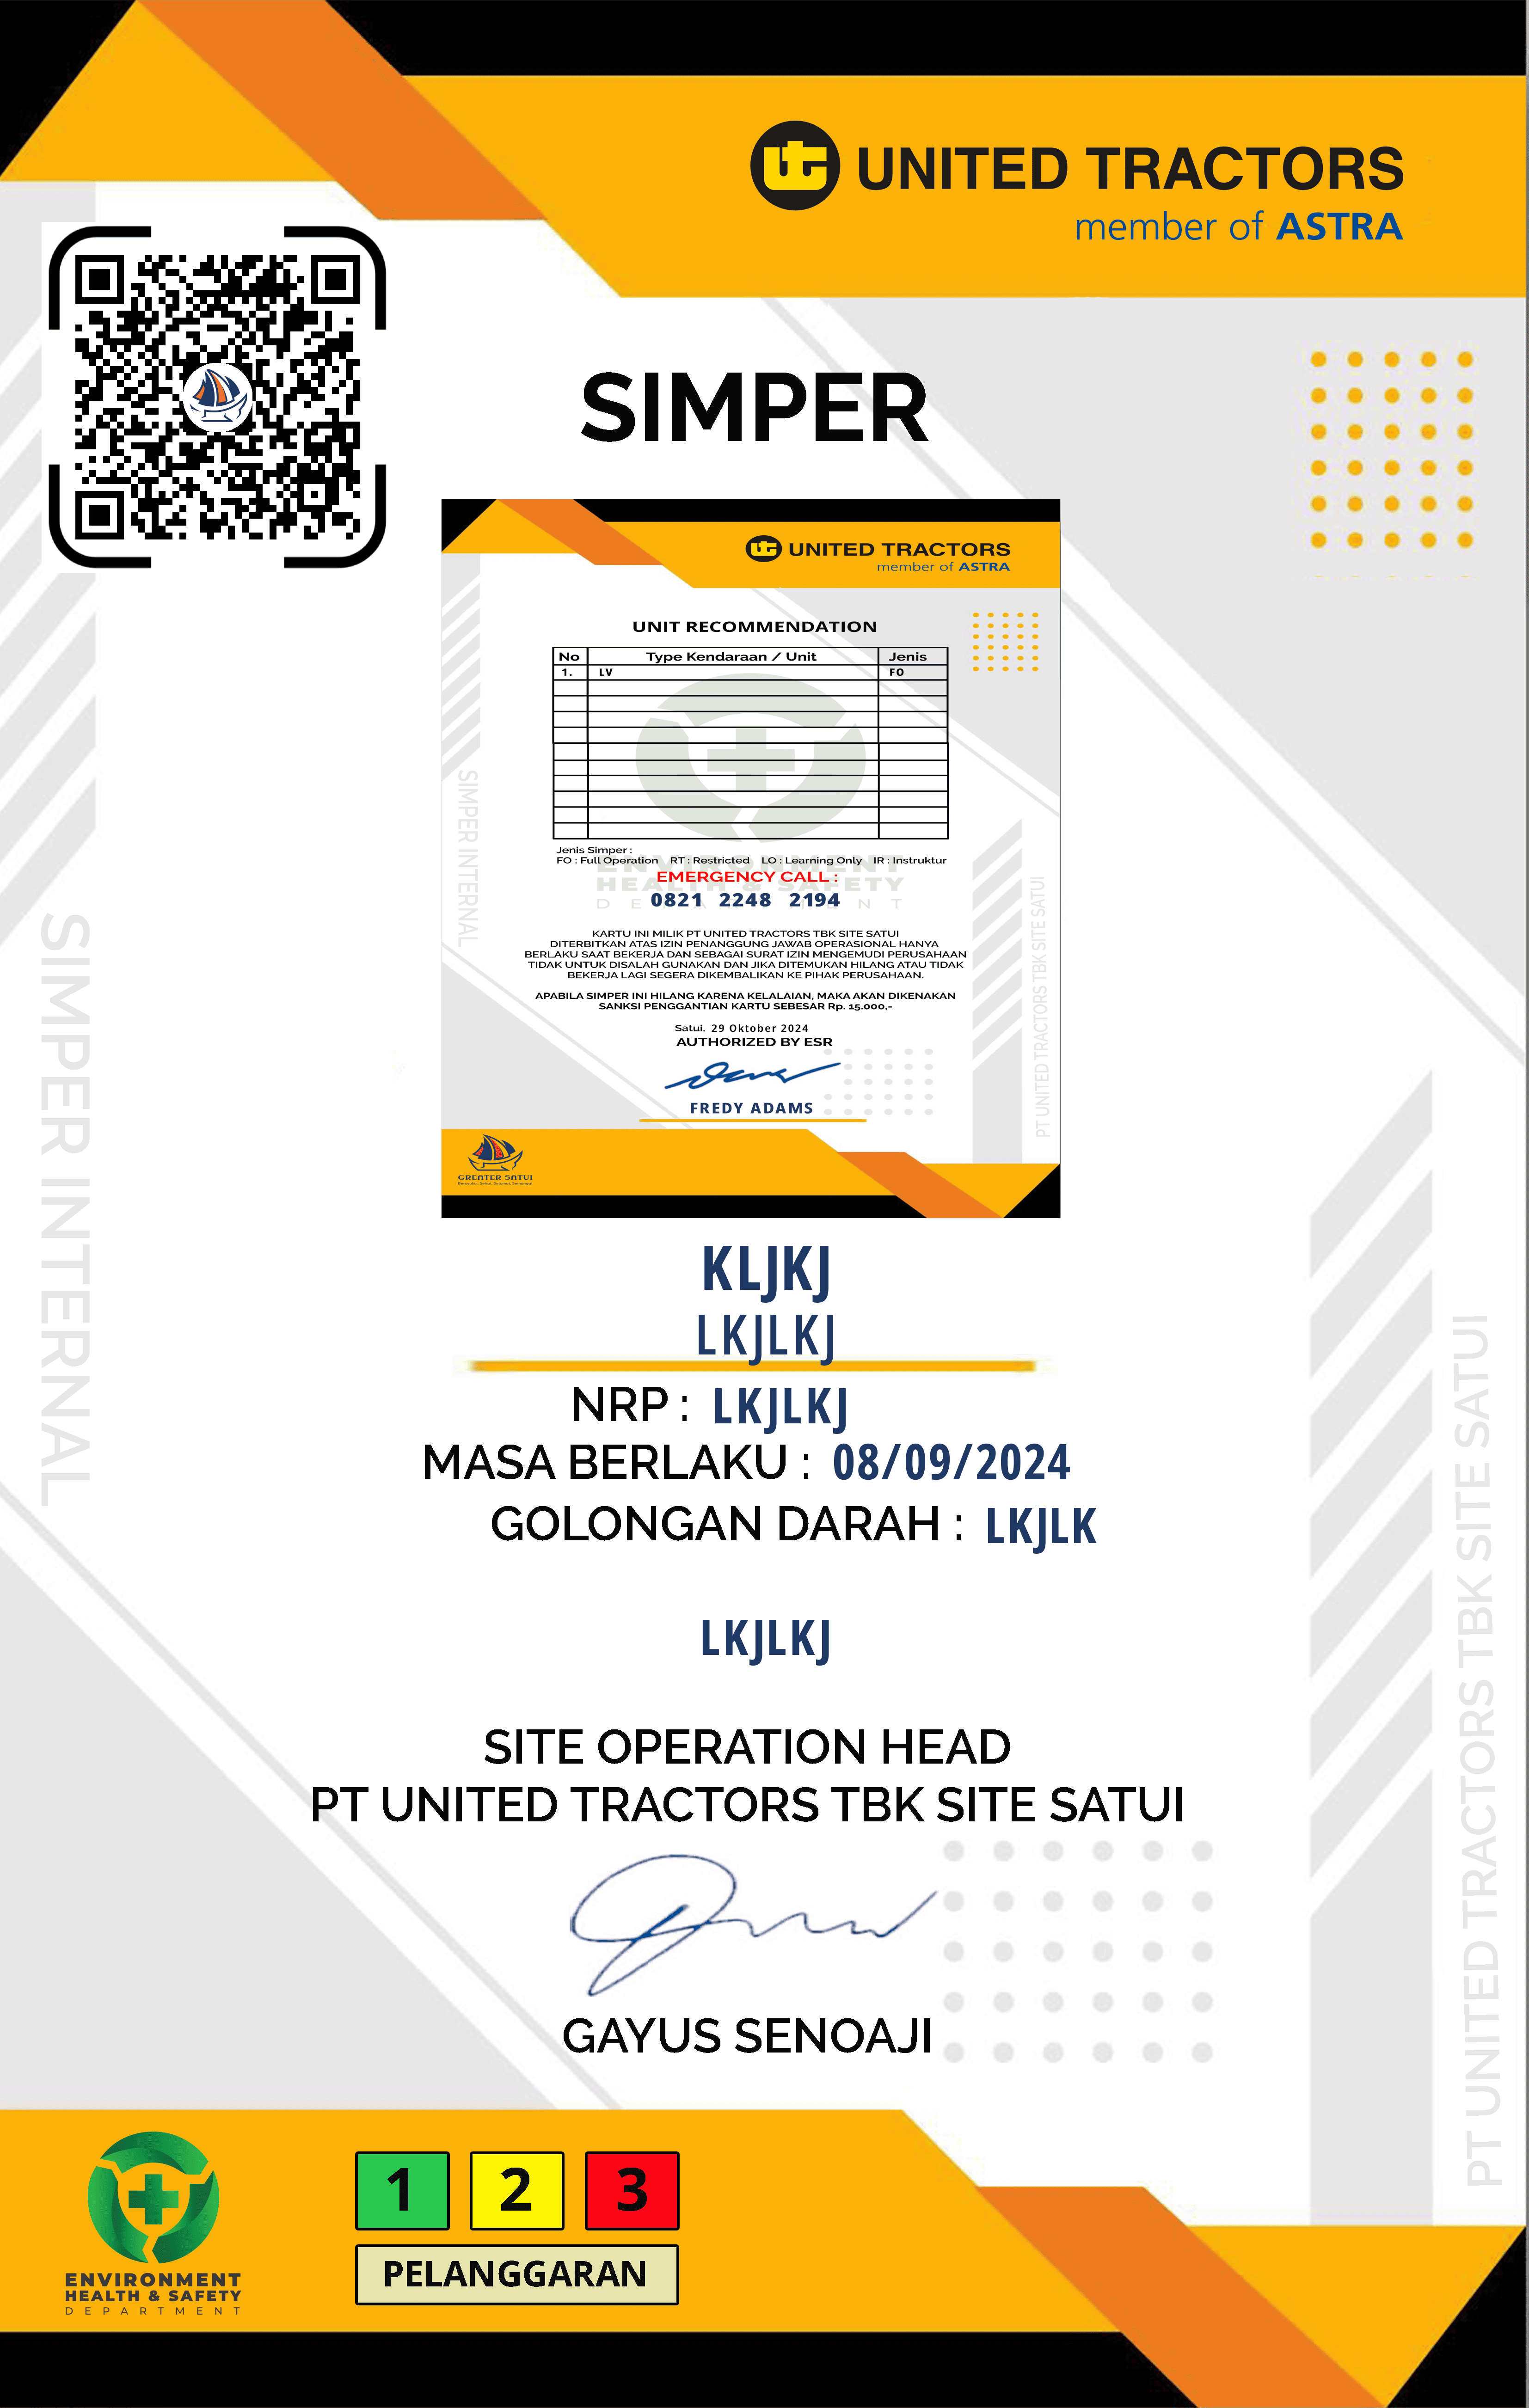 UNITED TRACTORS
member of ASTRA
SIMPER
UNITED TRACTORS
member of ASTRA
UNIT RECOMMENDATION
No Type Kendaraan / Unit Jenis
1. LV FO
Jenis Simper :
FO : Full Operation RT : Restricted LO : Learning Only IR : Instruktur
ENVIRONMENT
EMERGENCY CALL :
HEALTH & SAFETY
0821 2248 2194
DEPARTMENT
KARTU INI MILIK PT UNITED TRACTORS TBK SITE SATUI
DITERBITKAN ATAS IZIN PENANGGUNG JAWAB OPERASIONAL HANYA
BERLAKU SAAT BEKERJA DAN SEBAGAI SURAT IZIN MENGEMUDI PERUSAHAAN
TIDAK UNTUK DISALAH GUNAKAN DAN JIKA DITEMUKAN HILANG ATAU TIDAK
BEKERJA LAGI SEGERA DIKEMBALIKAN KE PIHAK PERUSAHAAN.
APABILA SIMPER INI HILANG KARENA KELALAIAN, MAKA AKAN DIKENAKAN
SANKSI PENGGANTIAN KARTU SEBESAR Rp. 15.000,-
Satui, 29 Oktober 2024
AUTHORIZED BY ESR
FREDY ADAMS
SIMPER INTERNAL
PT UNITED TRACTORS TBK SITE SATUI
GREATER SATUI
KLJKJ
LKJLKJ
NRP : LKJLKJ
MASA BERLAKU : 08/09/2024
GOLONGAN DARAH : LKJLK
LKJLKJ
SITE OPERATION HEAD
PT UNITED TRACTORS TBK SITE SATUI
GAYUS SENOAJI
SIMPER INTERNAL
PT UNITED TRACTORS TBK SITE SATUI
ENVIRONMENT
HEALTH & SAFETY
DEPARTMENT
1 2 3
PELANGGARAN